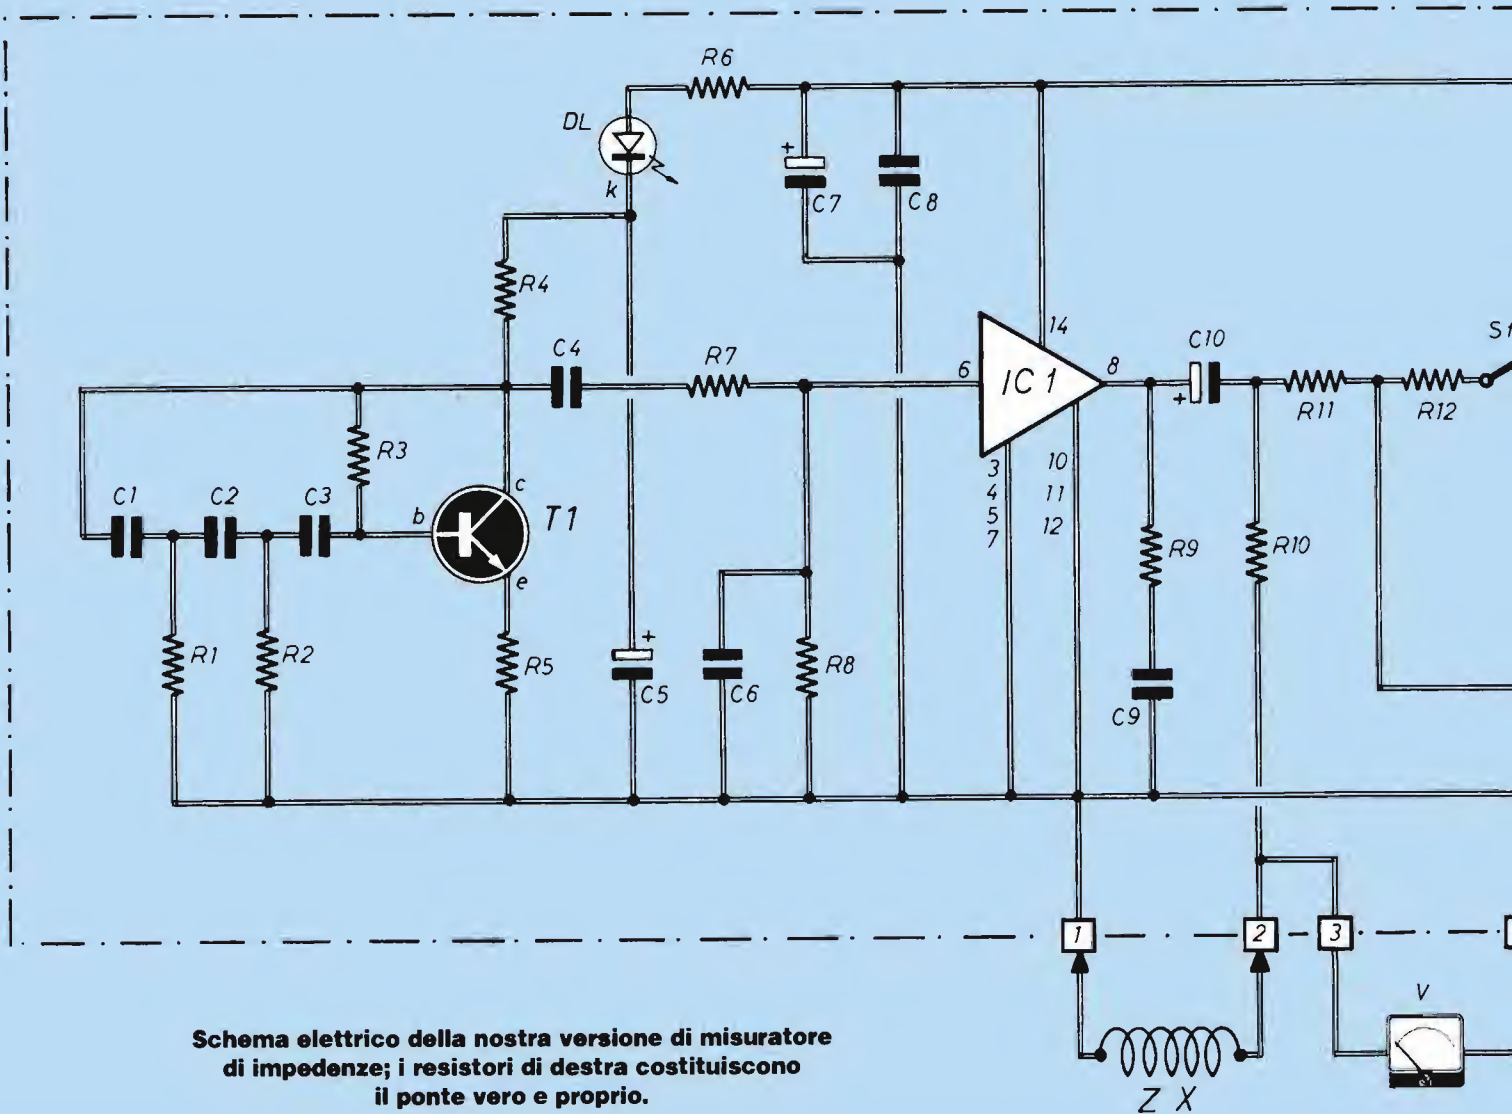 R6
DL
k
+
C7
C8
R4
14
C4
R7
6
IC 1
8
C10
+
R11
R12
R3
3
4
5
7
10
11
12
C1
C2
C3
b
c
T1
e
R9
R10
R1
R2
R5
+
C5
C6
R8
C9
1
2
3
V
Z X
Schema elettrico della nostra versione di misuratore
di impedenze; i resistori di destra costituiscono
il ponte vero e proprio.